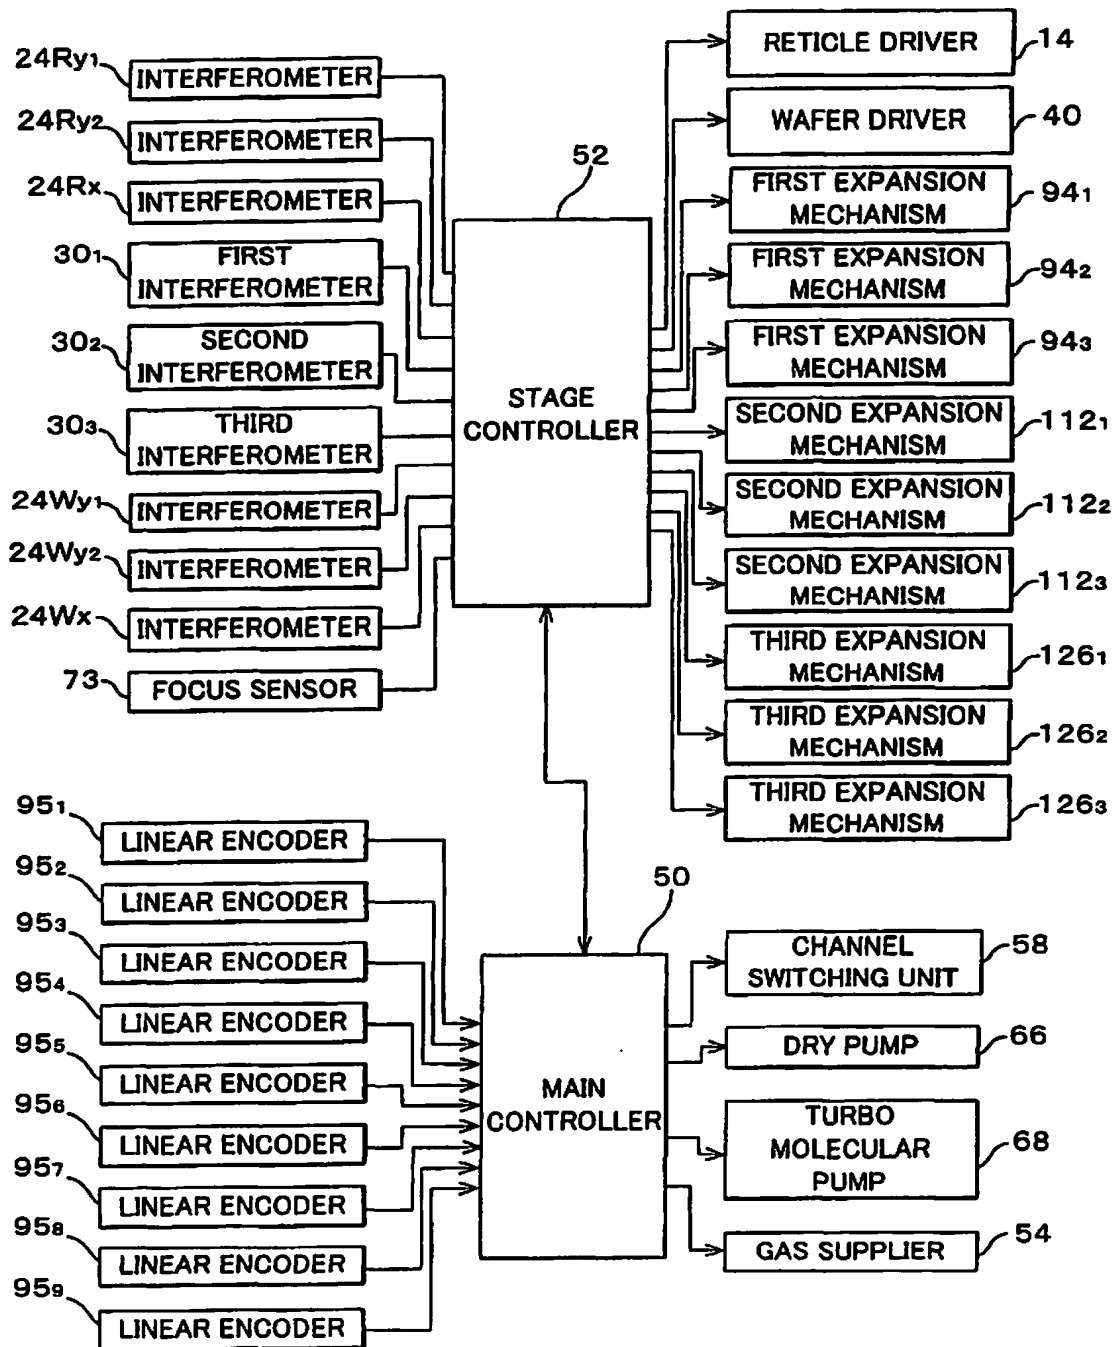 24Ry1
INTERFEROMETER
24Ry2
INTERFEROMETER
24Rx
INTERFEROMETER
301
FIRST
INTERFEROMETER
302
SECOND
INTERFEROMETER
303
THIRD
INTERFEROMETER
24Wy1
INTERFEROMETER
24Wy2
INTERFEROMETER
24Wx
INTERFEROMETER
73
FOCUS SENSOR
52
STAGE
CONTROLLER
RETICLE DRIVER
14
WAFER DRIVER
40
FIRST EXPANSION
MECHANISM
941
FIRST EXPANSION
MECHANISM
942
FIRST EXPANSION
MECHANISM
943
SECOND EXPANSION
MECHANISM
1121
SECOND EXPANSION
MECHANISM
1122
SECOND EXPANSION
MECHANISM
1123
THIRD EXPANSION
MECHANISM
1261
THIRD EXPANSION
MECHANISM
1262
THIRD EXPANSION
MECHANISM
1263
951
LINEAR ENCODER
952
LINEAR ENCODER
953
LINEAR ENCODER
954
LINEAR ENCODER
955
LINEAR ENCODER
956
LINEAR ENCODER
957
LINEAR ENCODER
958
LINEAR ENCODER
959
LINEAR ENCODER
50
MAIN
CONTROLLER
CHANNEL
SWITCHING UNIT
58
DRY PUMP
66
TURBO
MOLECULAR
PUMP
68
GAS SUPPLIER
54